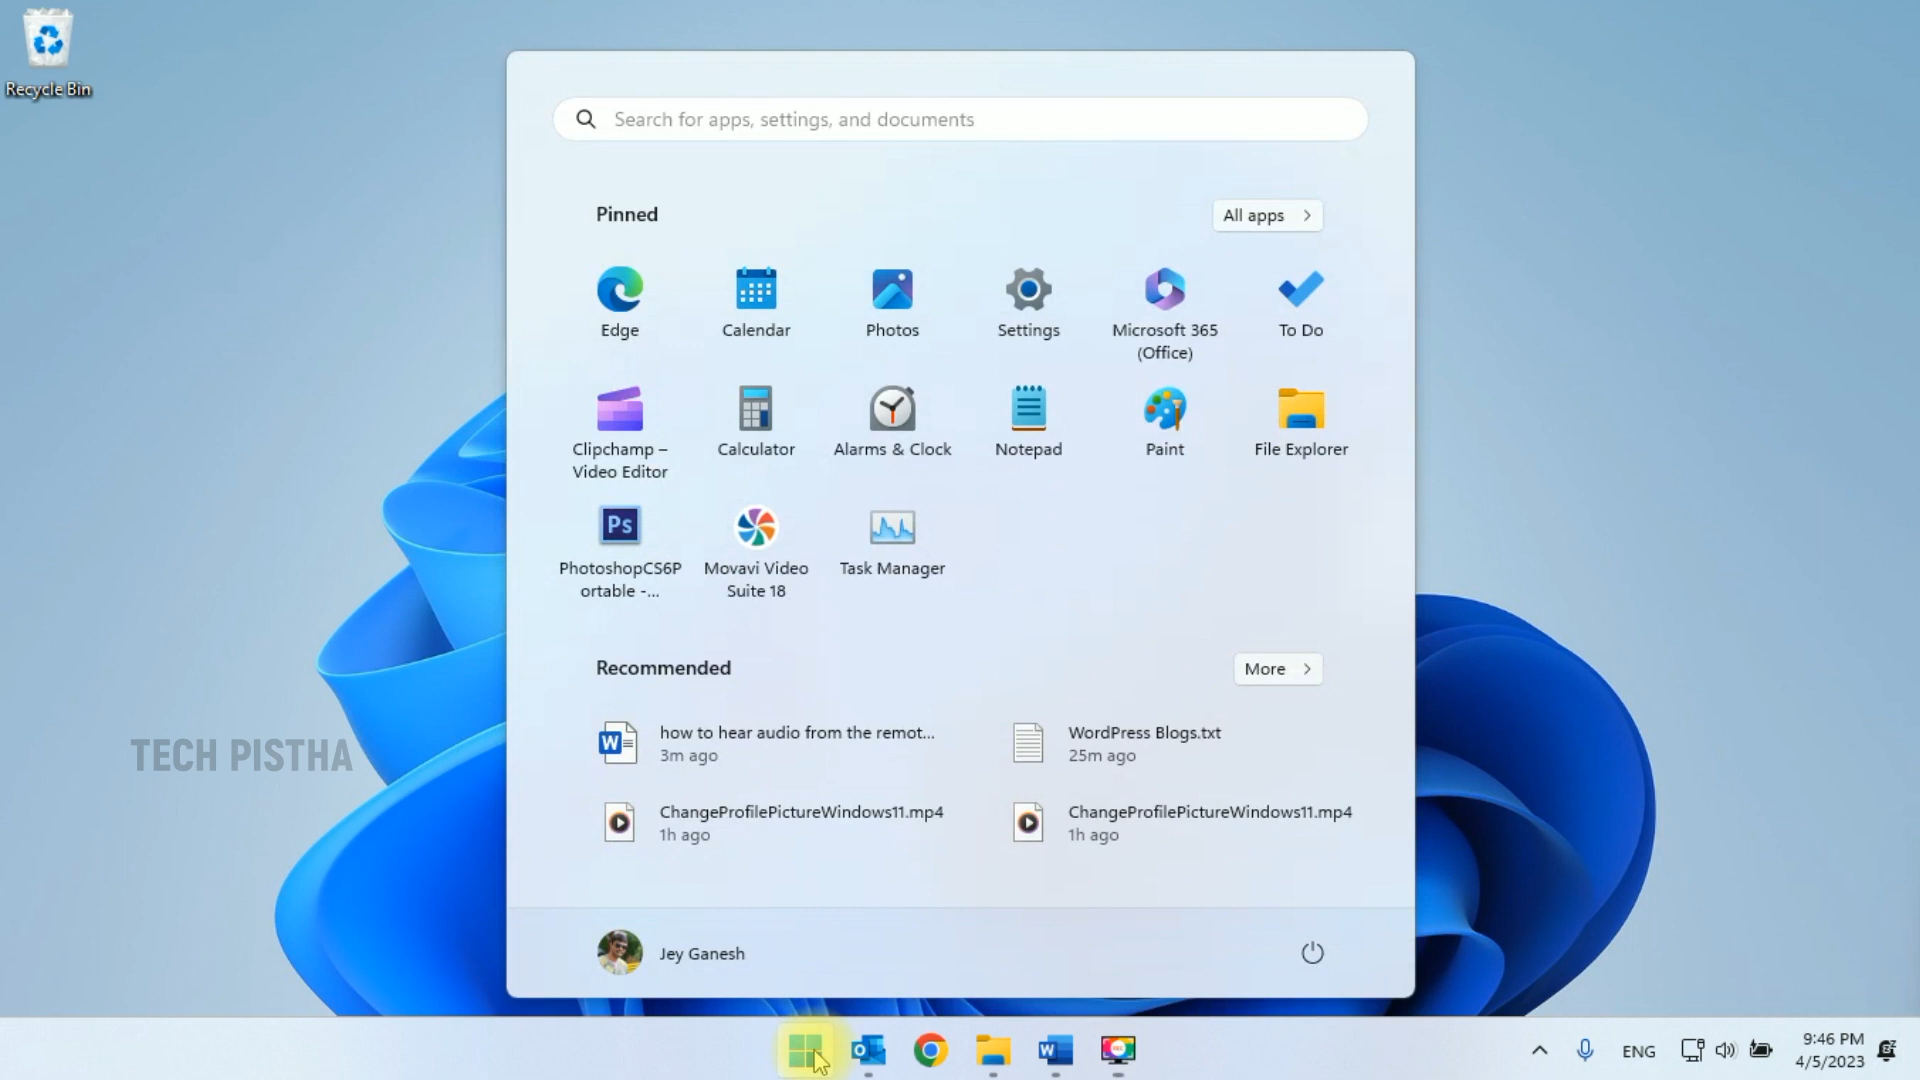 Recycle Bin
Search for apps, settings, and documents
Pinned
All apps
Edge
Calendar
Photos
Settings
Microsoft 365
(Office)
To Do
Clipchamp –
Video Editor
Calculator
Alarms & Clock
Notepad
Paint
File Explorer
Ps
PhotoshopCS6P
ortable -...
Movavi Video
Suite 18
Task Manager
Recommended
More
W
how to hear audio from the remot...
3m ago
WordPress Blogs.txt
25m ago
ChangeProfilePictureWindows11.mp4
1h ago
ChangeProfilePictureWindows11.mp4
1h ago
TECH PISTHA
Jey Ganesh
O
W
ENG
9:46 PM
4/5/2023